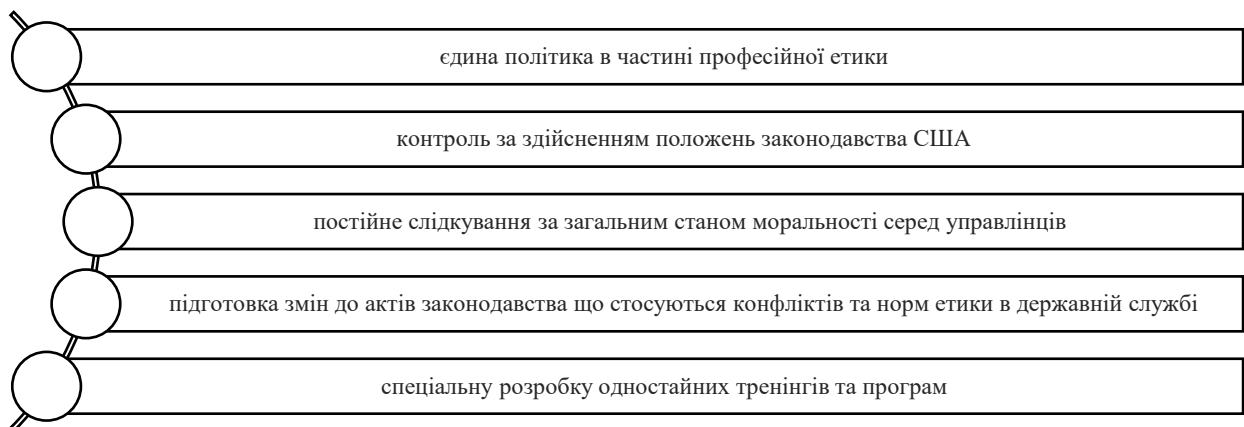 єдина політика в частині професійної етики
контроль за здійсненням положень законодавства США
постійне слідкування за загальним станом моральності серед управлінців
підготовка змін до актів законодавства що стосуються конфліктів та норм етики в державній службі
спеціальну розробку одностайних тренінгів та програм